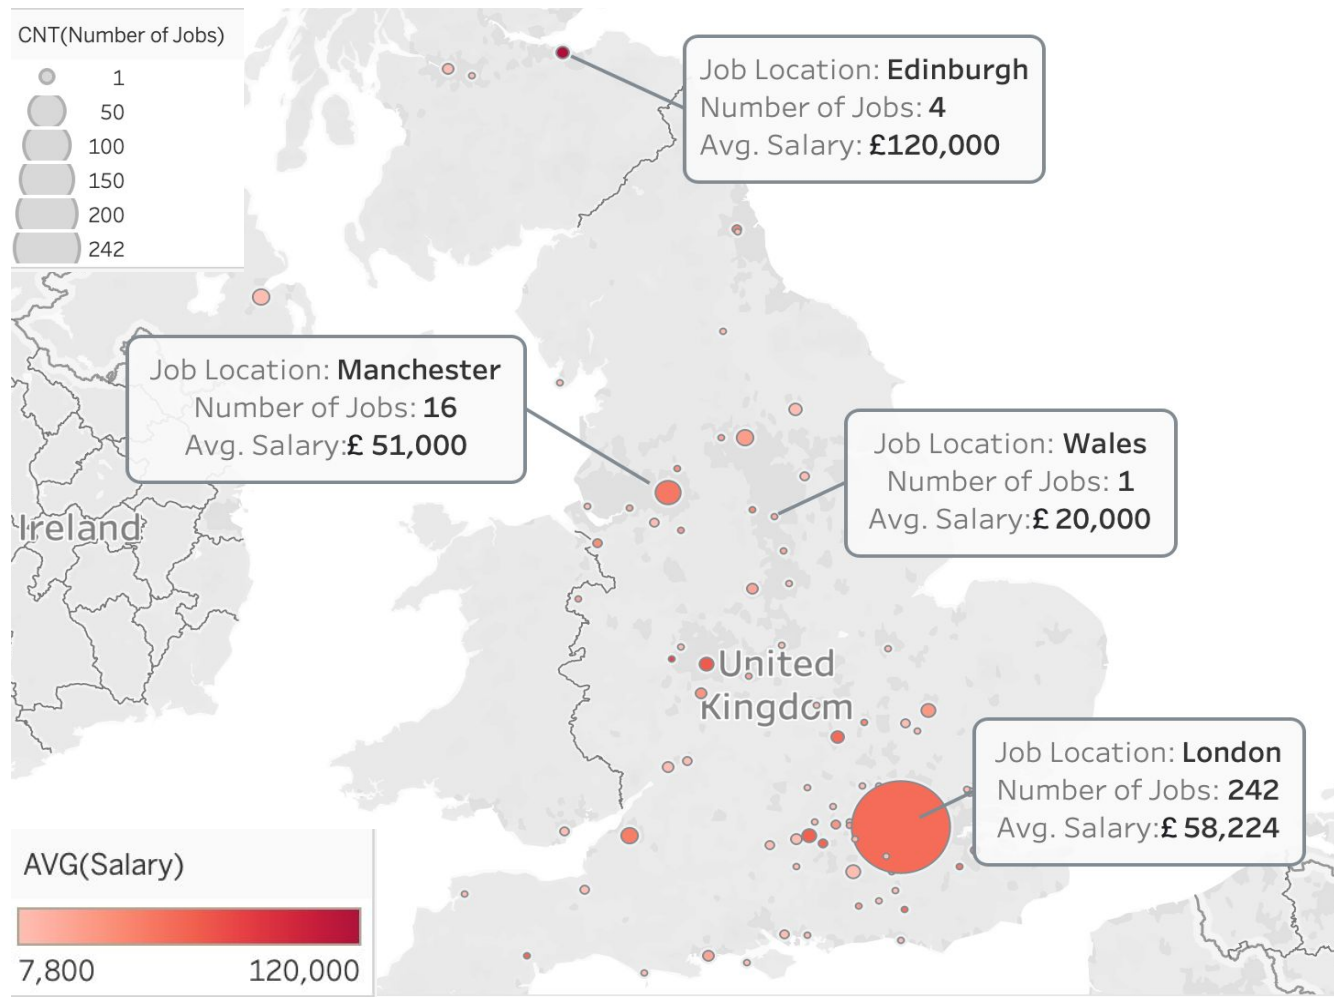 CNT(Number of Jobs)
1
50
100
150
200
242
Job Location: Edinburgh
Number of Jobs: 4
Avg. Salary: £120,000
Job Location: Manchester
Number of Jobs: 16
Avg. Salary:£ 51,000
Job Location: Wales
Number of Jobs: 1
Avg. Salary:£ 20,000
Ireland
United
Kingdom
Job Location: London
Number of Jobs: 242
Avg. Salary:£ 58,224
AVG(Salary)
7,800
120,000